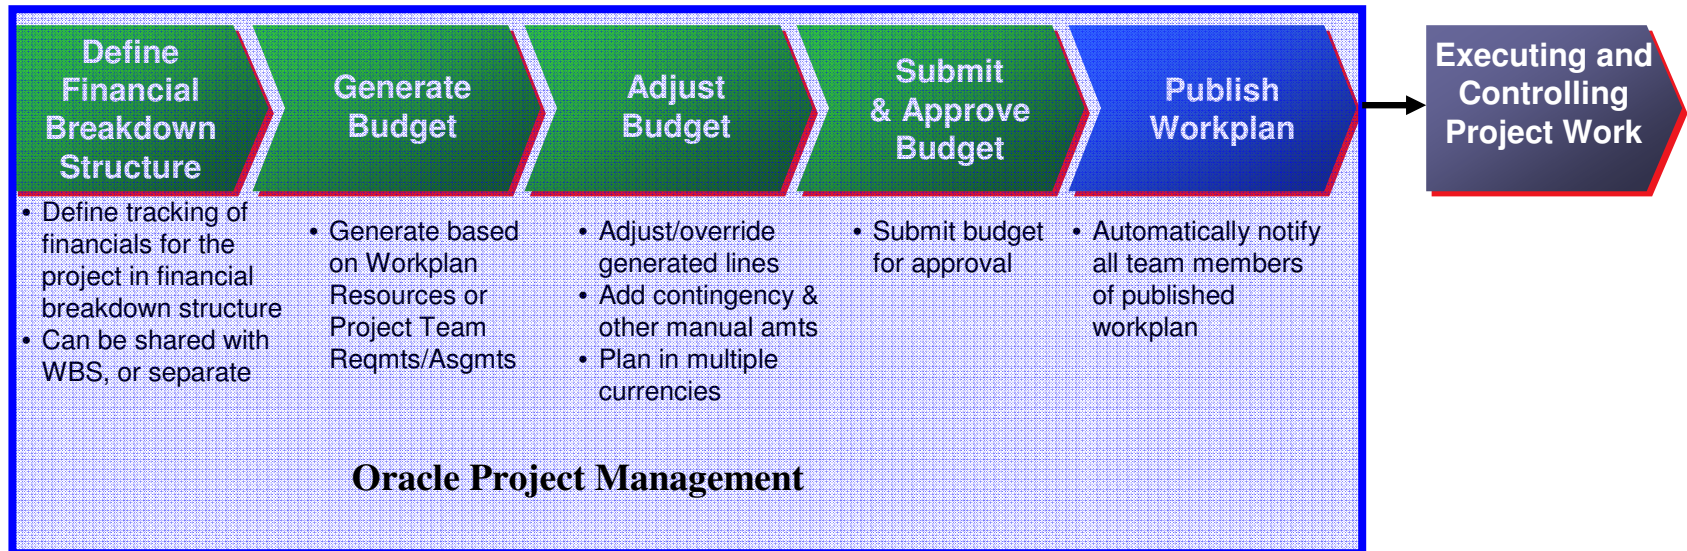 Define
Financial
Breakdown
Structure
Generate
Budget
Adjust
Budget
Submit
& Approve
Budget
Publish
Workplan
Executing and
Controlling
Project Work
• Define tracking of
financials for the
project in financial
breakdown structure
• Can be shared with
WBS, or separate
• Generate based
on Workplan
Resources or
Project Team
Reqmts/Asgmts
• Adjust/override
generated lines
• Add contingency &
other manual amts
• Plan in multiple
currencies
• Submit budget
for approval
• Automatically notify
all team members
of published
workplan
Oracle Project Management